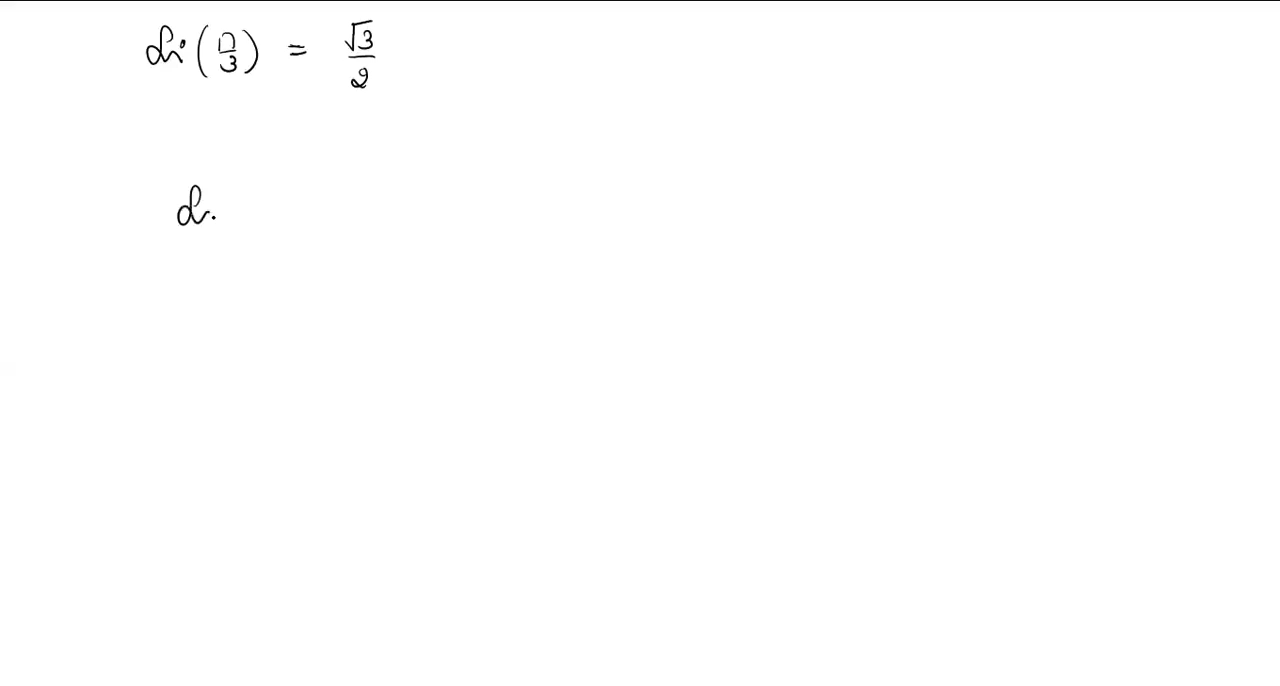 sin(π/3) = √3/2